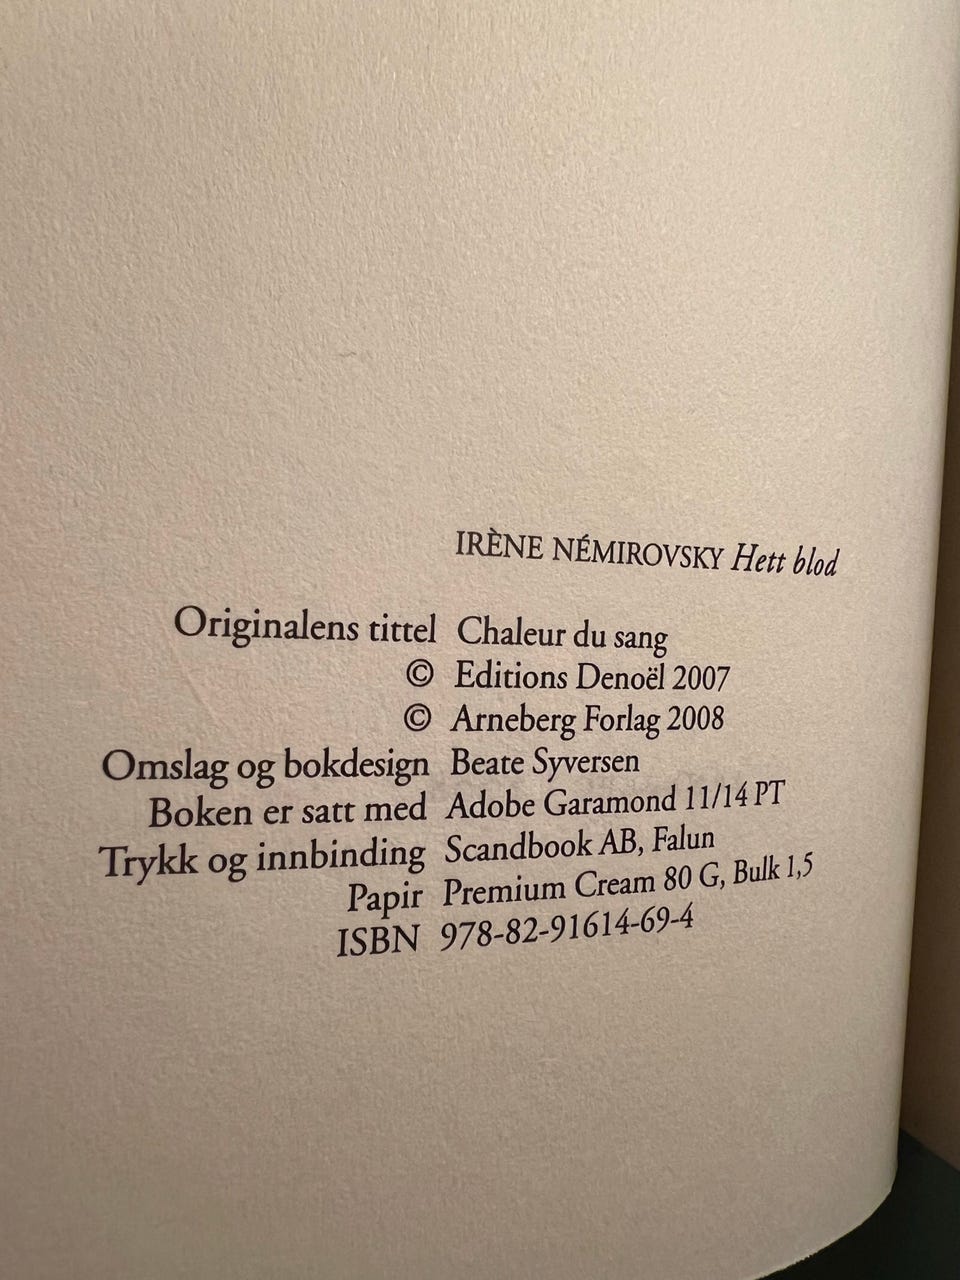 IRÈNE NÉMIROVSKY Hett blod
Originalens tittel Chaleur du sang
© Editions Denoël 2007
© Arneberg Forlag 2008
Omslag og bokdesign Beate Syversen
Boken er satt med Adobe Garamond 11/14 PT
Trykk og innbinding Scandbook AB, Falun
Papir Premium Cream 80 G, Bulk 1,5
ISBN 978-82-91614-69-4